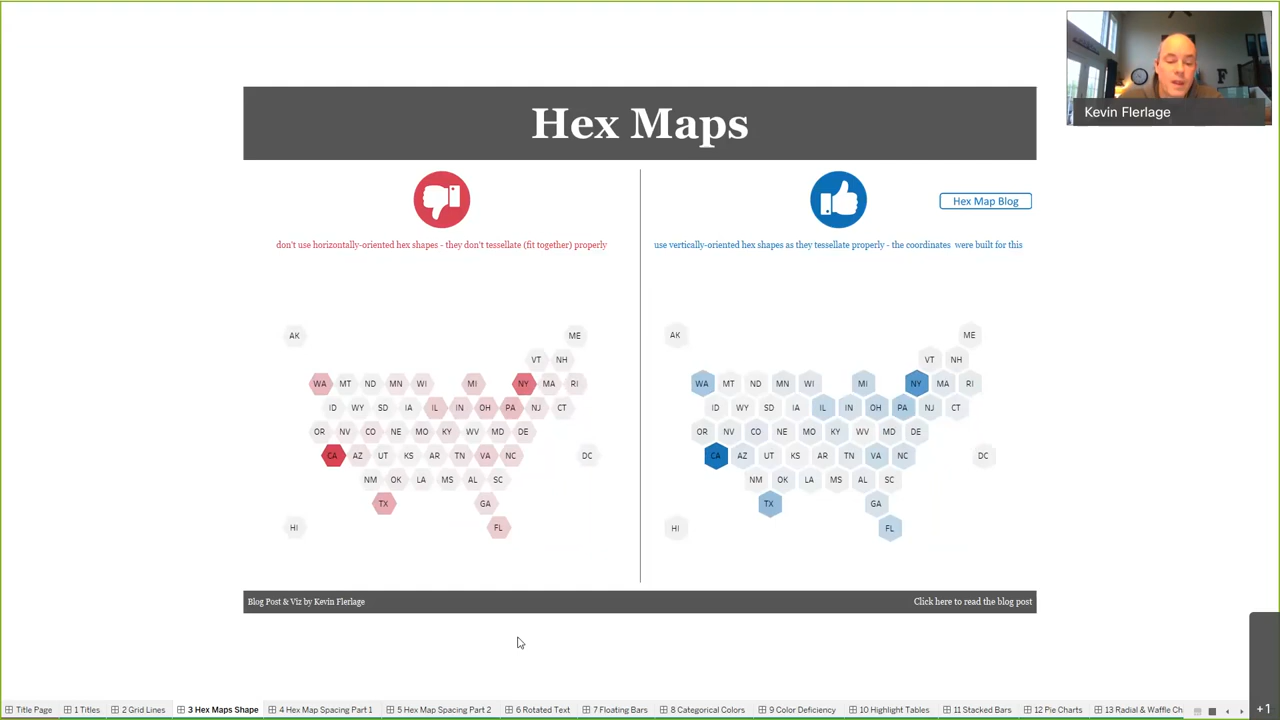 Kevin Flerlage
Hex Maps
Hex Map Blog
don't use horizontally-oriented hex shapes - they don't tessellate (fit together) properly
use vertically-oriented hex shapes as they tessellate properly - the coordinates were built for this
AK ME
VT NH
WA MT ND MN WI MI NY MA RI
ID WY SD IA IL IN OH PA NJ CT
OR NV CO NE MO KY WV MD DE
CA AZ UT KS AR TN VA NC DC
NM OK LA MS AL SC
TX GA
HI FL
AK ME
VT NH
WA MT ND MN WI MI NY MA RI
ID WY SD IA IL IN OH PA NJ CT
OR NV CO NE MO KY WV MD DE
CA AZ UT KS AR TN VA NC DC
NM OK LA MS AL SC
TX GA
HI FL
Blog Post & Viz by Kevin Flerlage
Click here to read the blog post
Title Page 1 Titles 2 Grid Lines 3 Hex Maps Shape 4 Hex Map Spacing Part 1 5 Hex Map Spacing Part 2 6 Rotated Text 7 Floating Bars 8 Categorical Colors 9 Color Deficiency 10 Highlight Tables 11 Stacked Bars 12 Pie Charts 13 Radial & Waffle Ch
+1